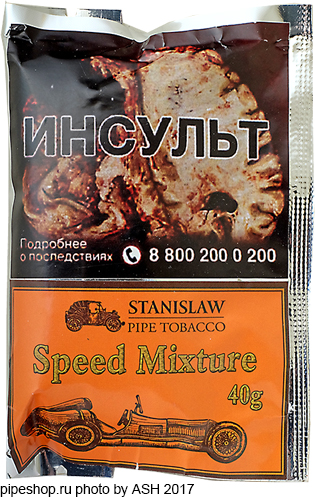 ИНСУЛЬТ
Подробнее
о последствиях 8 800 200 0 200
STANISLAW
PIPE TOBACCO
Speed Mixture
40g
pipeshop.ru photo by ASH 2017